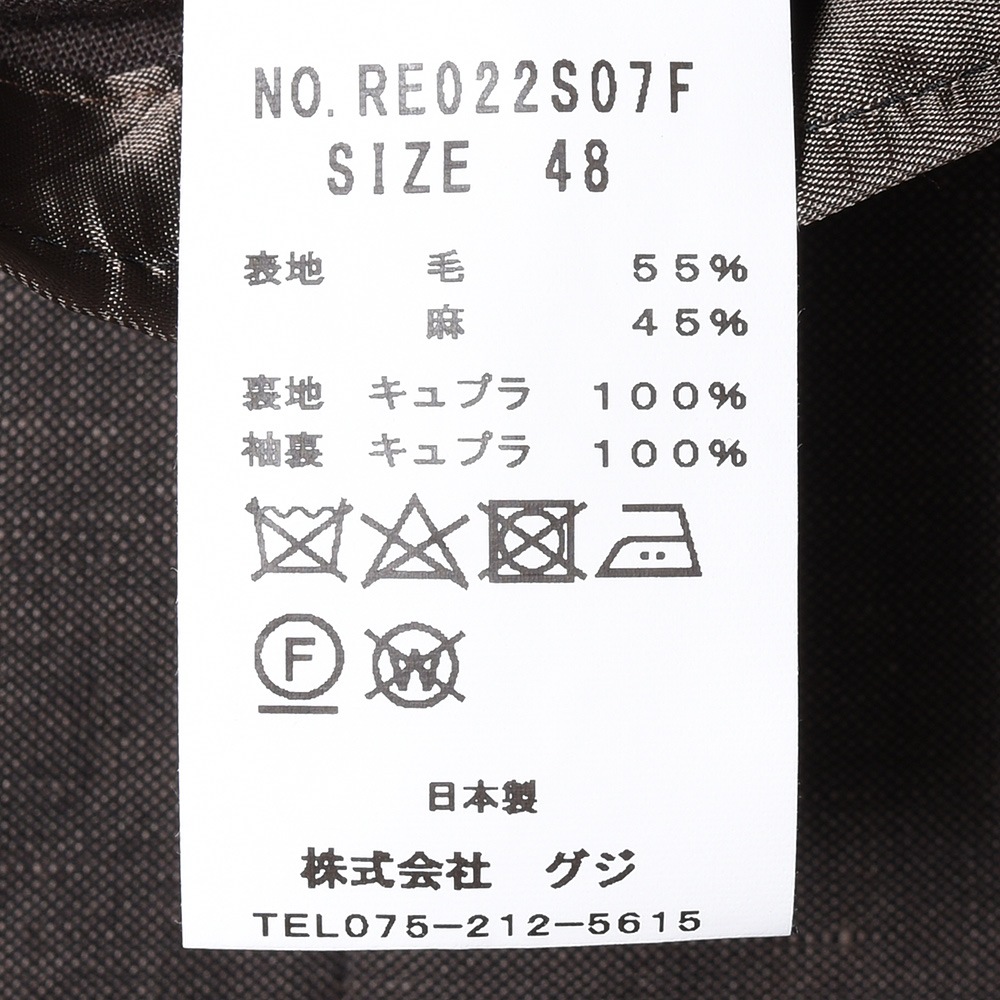 NO.RE022S07F
SIZE 48
表地 毛 55%
麻 45%
裏地 キュプラ 100%
袖裏 キュプラ 100%
F W
日本製
株式会社 グジ
TEL075-212-5615